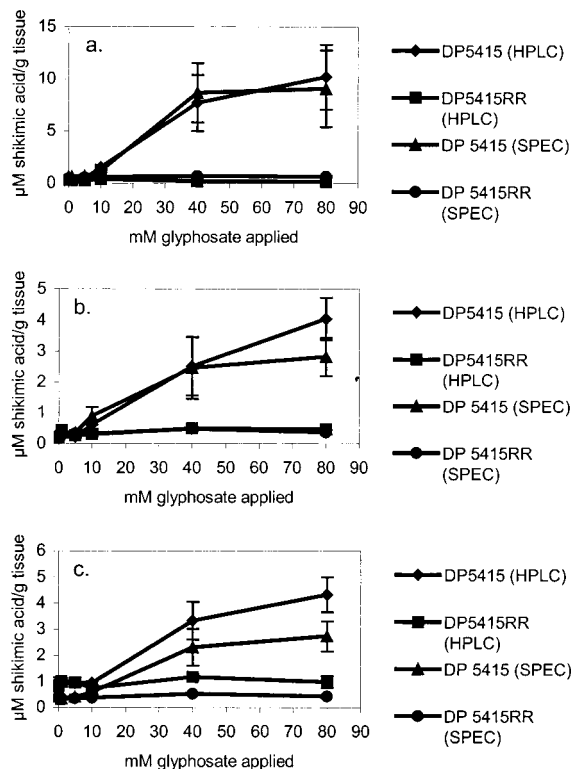 a.
µM shikimic acid/g tissue
15
10
5
0
0 10 20 30 40 50 60 70 80 90
mM glyphosate applied
DP5415 (HPLC)
DP5415RR
(HPLC)
DP 5415 (SPEC)
DP 5415RR
(SPEC)
b.
µM shikimic acid/g tissue
5
4
3
2
1
0
0 10 20 30 40 50 60 70 80 90
mM glyphosate applied
DP5415 (HPLC)
DP5415RR
(HPLC)
DP 5415 (SPEC)
DP 5415RR
(SPEC)
c.
µM shikimic acid/g tissue
6
5
4
3
2
1
0
0 10 20 30 40 50 60 70 80 90
mM glyphosate applied
DP5415 (HPLC)
DP5415RR
(HPLC)
DP 5415 (SPEC)
DP 5415RR
(SPEC)